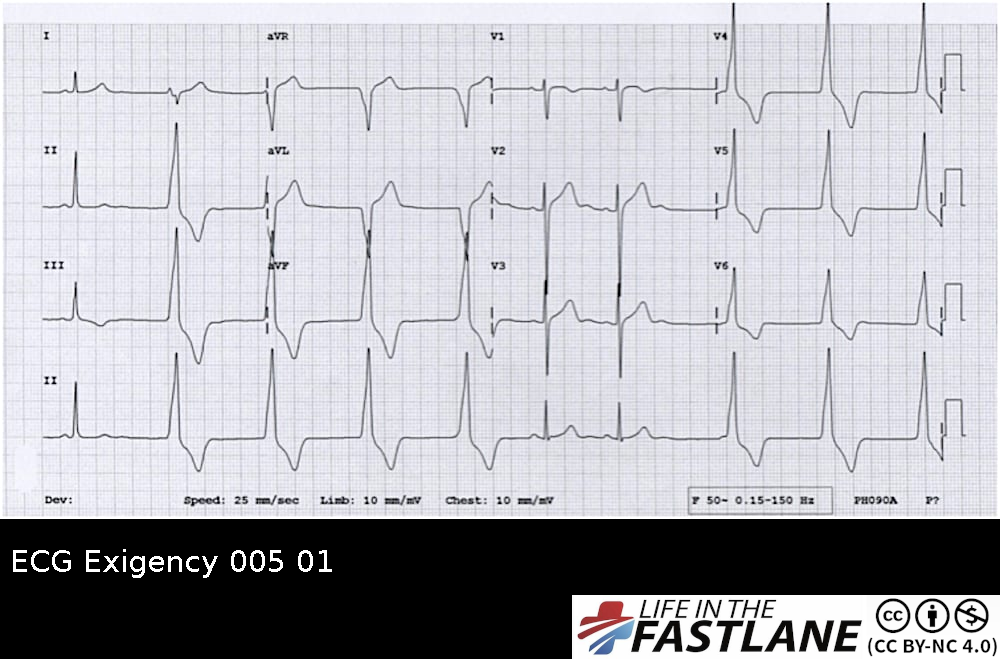 I aVR V1 V4
II aVL V2 V5
III aVF V3 V6
II
Dev: Speed: 25 mm/sec Limb: 10 mm/mV Chest: 10 mm/mV F 50~ 0.15-150 Hz PH090A P?
ECG Exigency 005 01
LIFE IN THE
FASTLANE
cc $
(CC BY-NC 4.0)